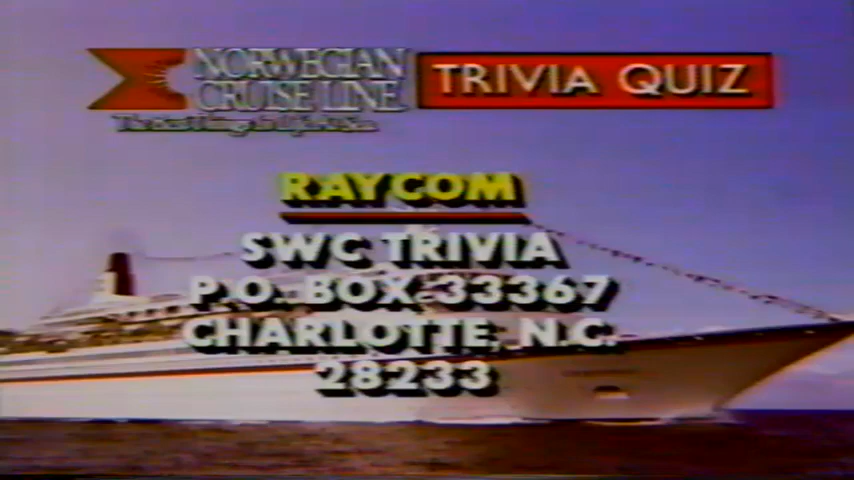 NORWEGIAN
CRUISE LINE
TRIVIA QUIZ
RAYCOM
SWC TRIVIA
P.O. BOX 33367
CHARLOTTE, N.C.
28233